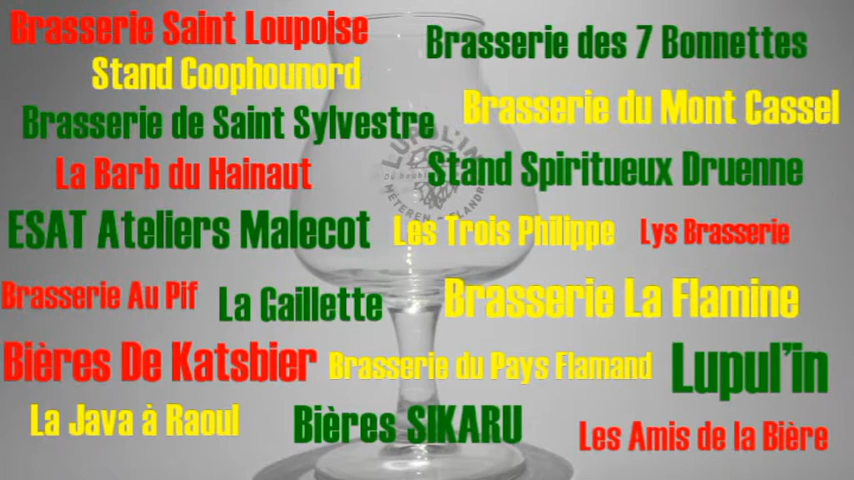 Brasserie Saint Loupoise
Brasserie des 7 Bonnettes
Stand Coophounord
Brasserie du Mont Cassel
Brasserie de Saint Sylvestre
LUPUL'IN
La Barb du Hainaut
Stand Spiritueux Druenne
METEREN
ESAT Ateliers Malecot
Les Trois Philippe
Lys Brasserie
Brasserie Au Pif
La Gaillette
Brasserie La Flamine
Bières De Katsbier
Brasserie du Pays Flamand
Lupul'in
La Java à Raoul
Bières SIKARU
Les Amis de la Bière